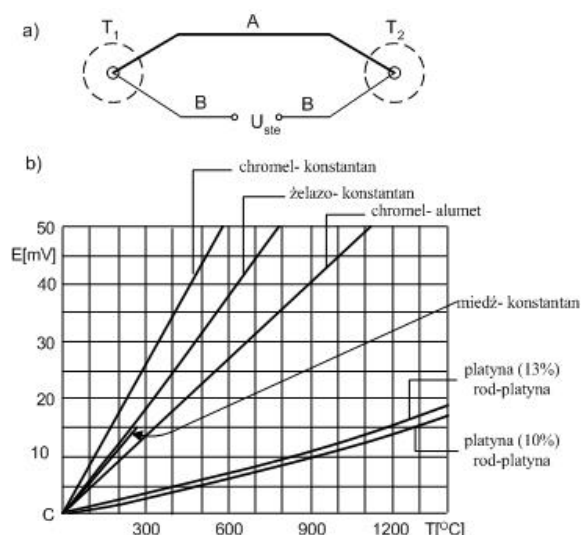 a)
T₁
A
T₂
B
U_ste
B
b)
chromel- konstantan
żelazo- konstantan
chromel- alumet
50
E[mV]
40
miedź- konstantan
30
20
platyna (13%)
rod-platyna
10
platyna (10%)
rod-platyna
C
300
600
900
1200
T[°C]